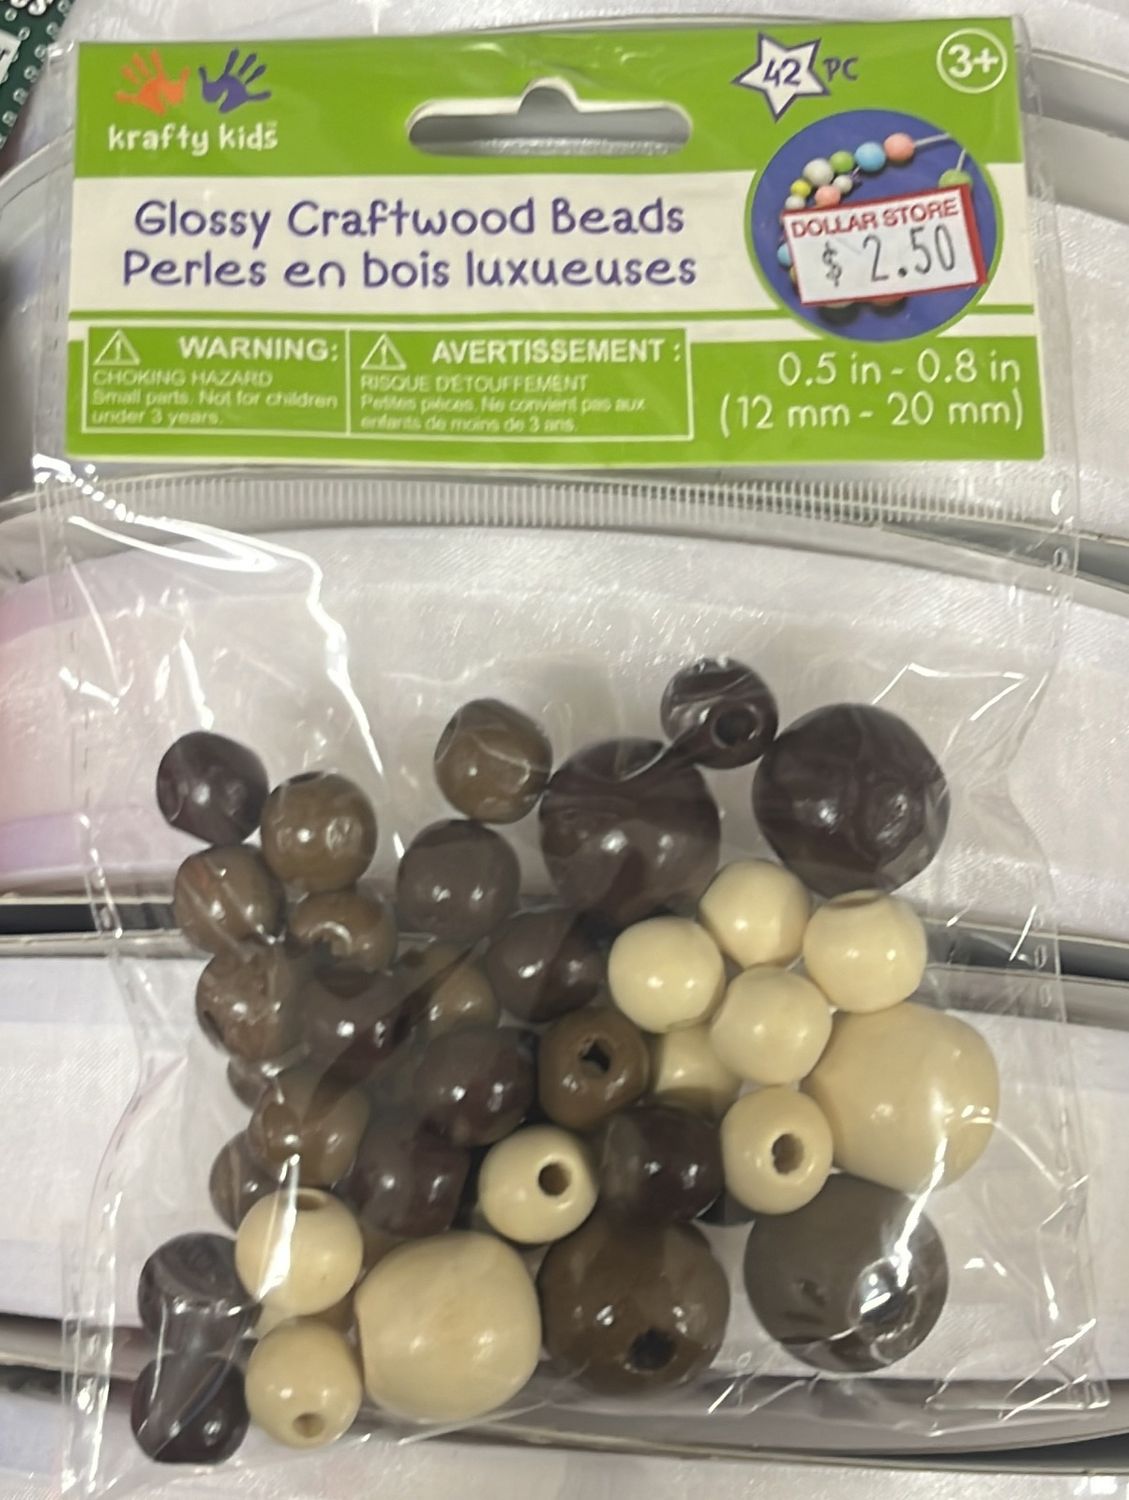 42 PC
3+
krafty kids™
Glossy Craftwood Beads
Perles en bois luxueuses
DOLLAR STORE
$ 2.50
WARNING:
CHOKING HAZARD
Small parts. Not for children
under 3 years.
AVERTISSEMENT :
RISQUE D'ÉTOUFFEMENT
Petites pièces. Ne convient pas aux
enfants de moins de 3 ans.
0.5 in - 0.8 in
(12 mm - 20 mm)